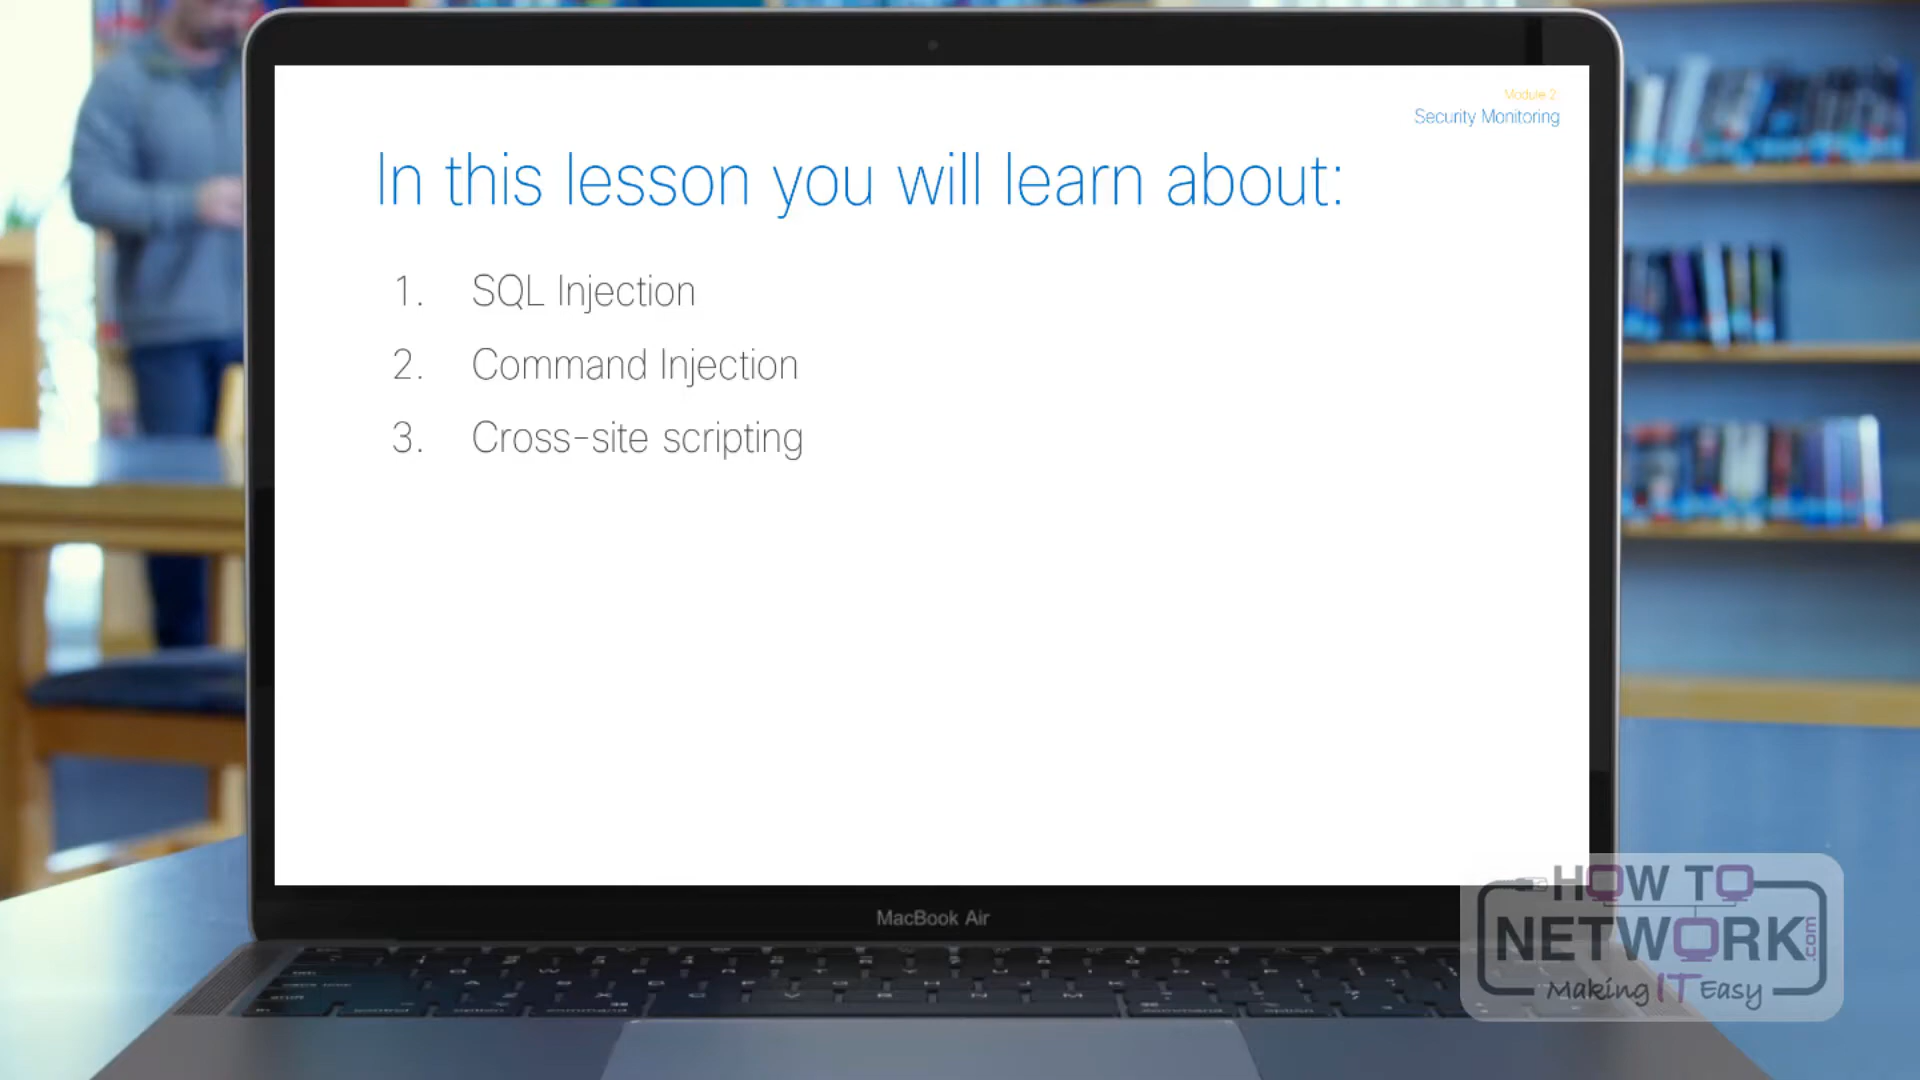 Module 2:
Security Monitoring
In this lesson you will learn about:
1. SQL Injection
2. Command Injection
3. Cross-site scripting
MacBook Air
HOW TO
NETWORK.com
Making IT Easy